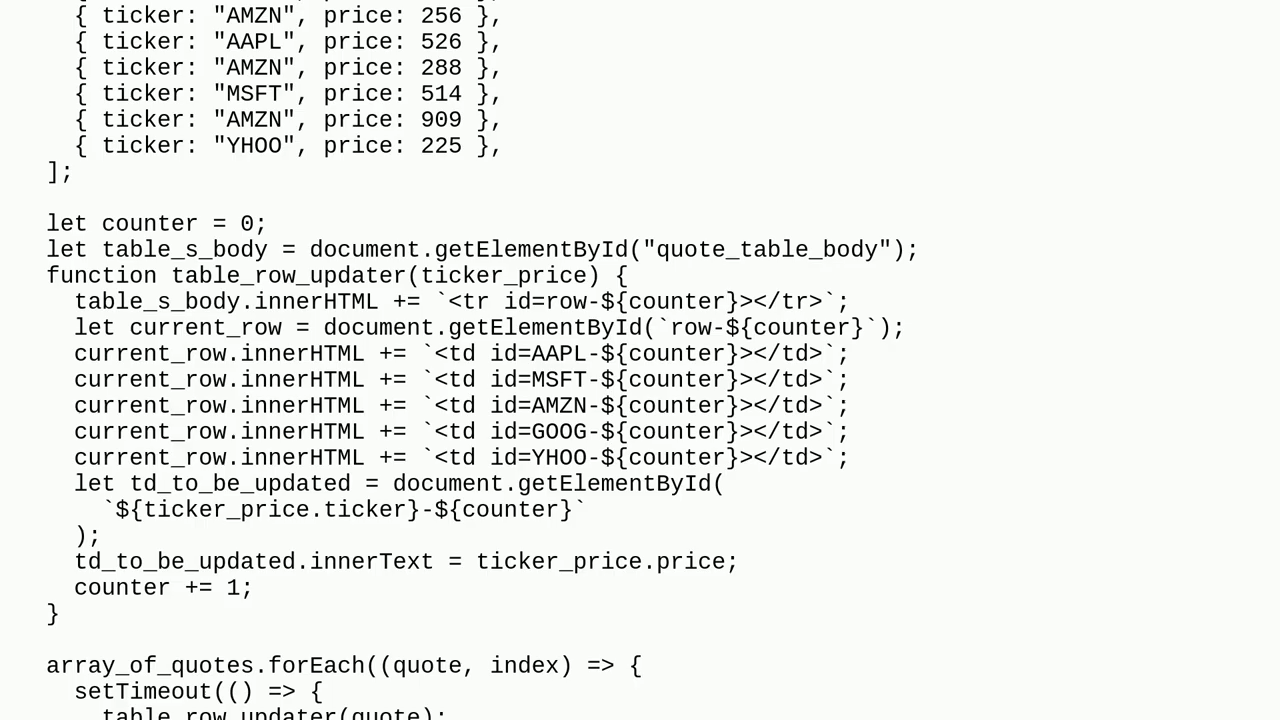 { ticker: "AMZN", price: 256 },
{ ticker: "AAPL", price: 526 },
{ ticker: "AMZN", price: 288 },
{ ticker: "MSFT", price: 514 },
{ ticker: "AMZN", price: 909 },
{ ticker: "YHOO", price: 225 },
];
let counter = 0;
let table_s_body = document.getElementById("quote_table_body");
function table_row_updater(ticker_price) {
table_s_body.innerHTML += `<tr id=row-${counter}></tr>`;
let current_row = document.getElementById(`row-${counter}`);
current_row.innerHTML += `<td id=AAPL-${counter}></td>`;
current_row.innerHTML += `<td id=MSFT-${counter}></td>`;
current_row.innerHTML += `<td id=AMZN-${counter}></td>`;
current_row.innerHTML += `<td id=GOOG-${counter}></td>`;
current_row.innerHTML += `<td id=YHOO-${counter}></td>`;
let td_to_be_updated = document.getElementById(
`${ticker_price.ticker}-${counter}`
);
td_to_be_updated.innerText = ticker_price.price;
counter += 1;
}
array_of_quotes.forEach((quote, index) => {
setTimeout(() => {
table_row_updater(quote);